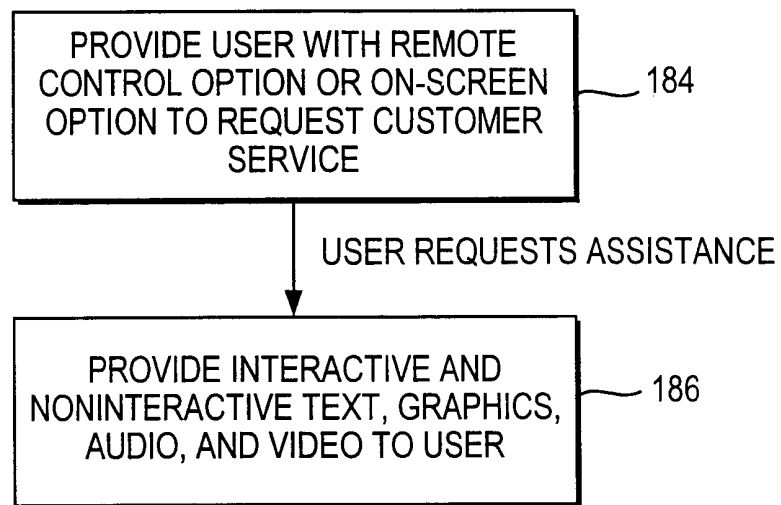 PROVIDE USER WITH REMOTE
CONTROL OPTION OR ON-SCREEN
OPTION TO REQUEST CUSTOMER
SERVICE
184
USER REQUESTS ASSISTANCE
PROVIDE INTERACTIVE AND
NONINTERACTIVE TEXT, GRAPHICS,
AUDIO, AND VIDEO TO USER
186